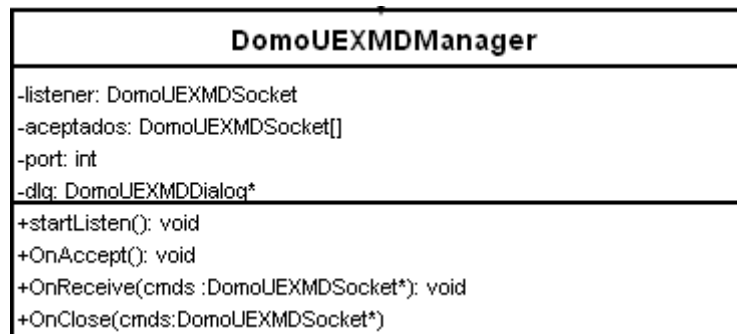 DomoUEXMDManager
-listener: DomoUEXMDSocket
-aceptados: DomoUEXMDSocket[]
-port: int
-dlg: DomoUEXMDDialog*
+startListen(): void
+OnAccept(): void
+OnReceive(cmds :DomoUEXMDSocket*): void
+OnClose(cmds:DomoUEXMDSocket*)